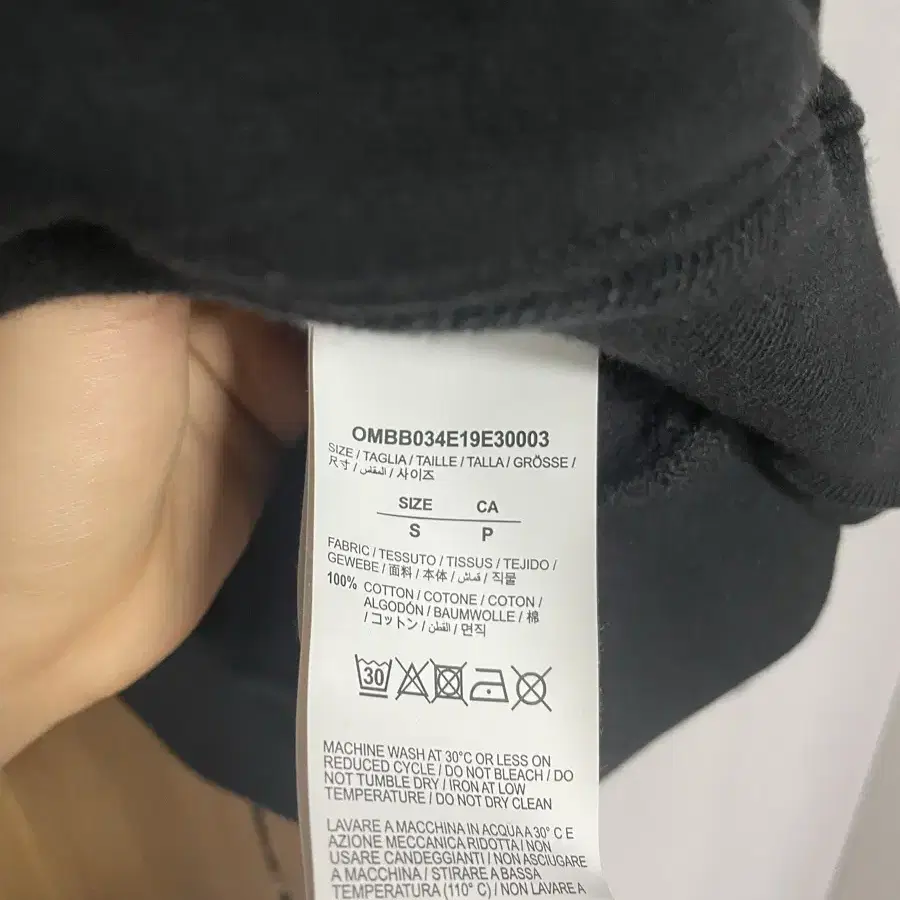 OMBB034E19E30003
SIZE / TAGLIA / TAILLE / TALLA / GRÖSSE /
尺寸 / المقاس / 사이즈
SIZE CA
S P
FABRIC / TESSUTO / TISSUS / TEJIDO /
GEWEBE / 面料 / 本体 / قماش / 직물
100% COTTON / COTONE / COTON /
ALGODÓN / BAUMWOLLE / 棉
/ コットン / القطن / 면직
30
MACHINE WASH AT 30°C OR LESS ON
REDUCED CYCLE / DO NOT BLEACH / DO
NOT TUMBLE DRY / IRON AT LOW
TEMPERATURE / DO NOT DRY CLEAN
LAVARE A MACCHINA IN ACQUA A 30° C E
AZIONE MECCANICA RIDOTTA / NON
USARE CANDEGGIANTI / NON ASCIUGARE
A MACCHINA / STIRARE A BASSA
TEMPERATURA (110° C) / NON LAVARE A